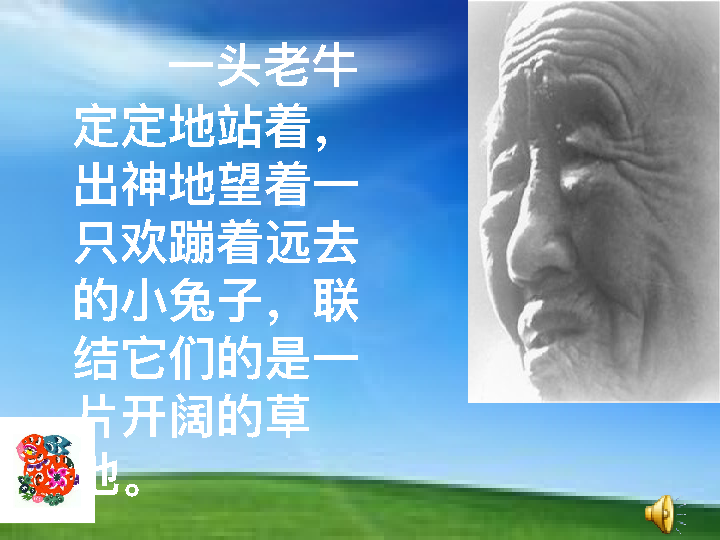 一头老牛
定定地站着，
出神地望着一
只欢蹦着远去
的小兔子，联
结它们的是一
片开阔的草
地。